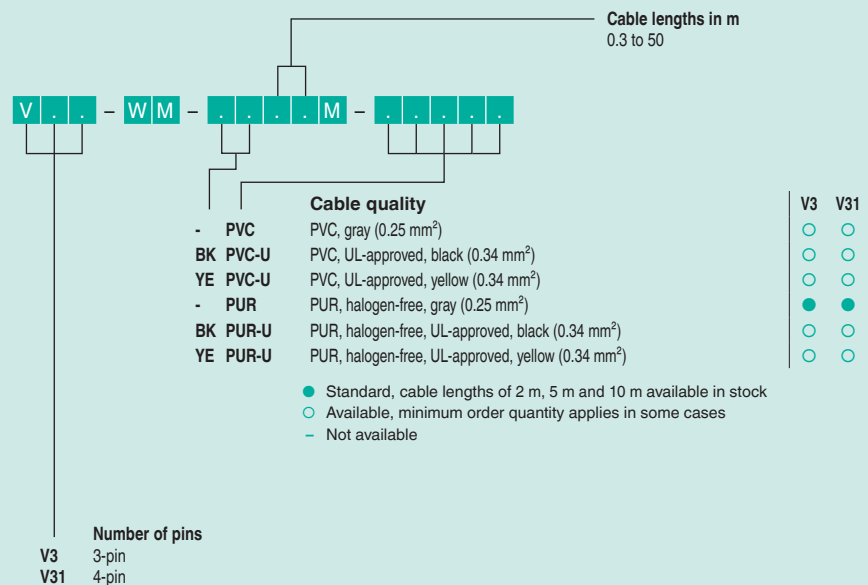 Cable lengths in m
0.3 to 50
V . . – W M – . . . . M – . . . . .
Cable quality V3 V31
- PVC PVC, gray (0.25 mm²) ○ ○
BK PVC-U PVC, UL-approved, black (0.34 mm²) ○ ○
YE PVC-U PVC, UL-approved, yellow (0.34 mm²) ○ ○
- PUR PUR, halogen-free, gray (0.25 mm²) ● ●
BK PUR-U PUR, halogen-free, UL-approved, black (0.34 mm²) ○ ○
YE PUR-U PUR, halogen-free, UL-approved, yellow (0.34 mm²) ○ ○
● Standard, cable lengths of 2 m, 5 m and 10 m available in stock
○ Available, minimum order quantity applies in some cases
– Not available
Number of pins
V3 3-pin
V31 4-pin